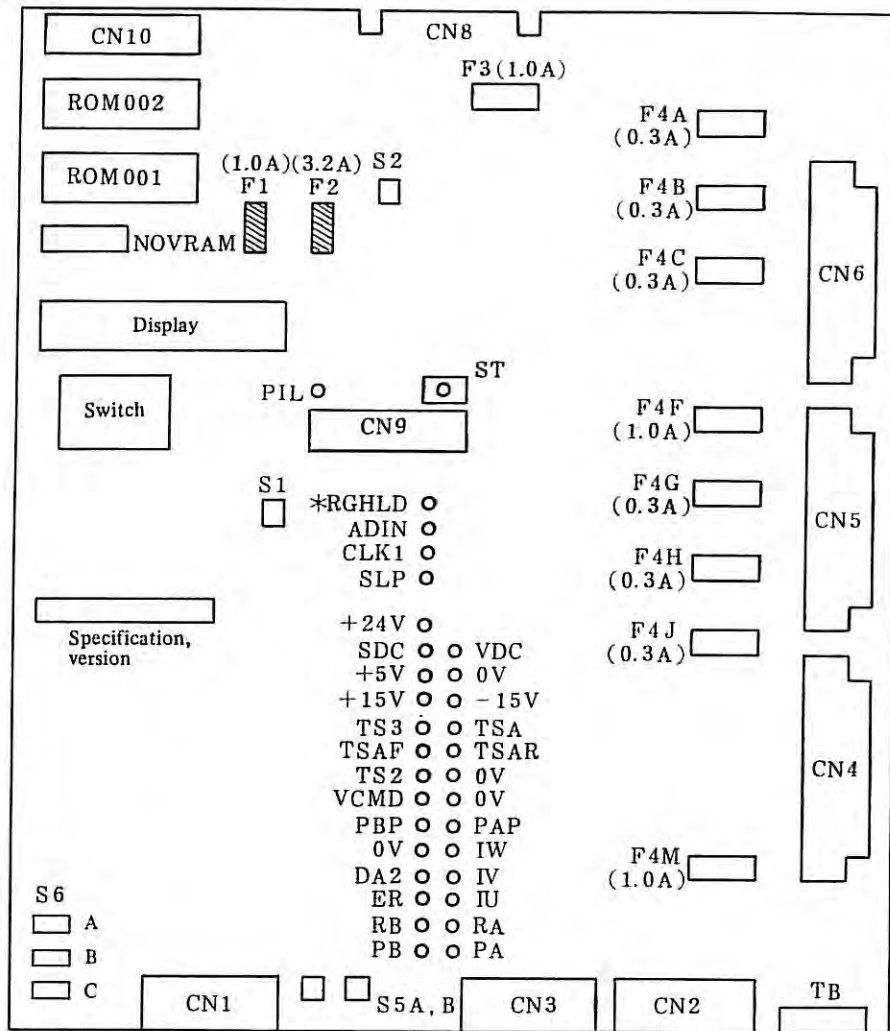 CN10
CN8
F3(1.0A)
ROM002
F4A
(0.3A)
ROM001
(1.0A)(3.2A) S2
F1 F2
F4B
(0.3A)
NOVRAM
F4C
(0.3A)
CN6
Display
ST
PIL
Switch
CN9
F4F
(1.0A)
S1
*RGHLD
ADIN
CLK1
SLP
F4G
(0.3A)
CN5
F4H
(0.3A)
Specification,
version
+24V
SDC VDC
+5V 0V
+15V -15V
TS3 TSA
TSAF TSAR
TS2 0V
VCMD 0V
PBP PAP
0V IW
DA2 IV
ER IU
RB RA
PB PA
F4J
(0.3A)
CN4
F4M
(1.0A)
S6
A
B
C
CN1
S5A, B
CN3
CN2
TB